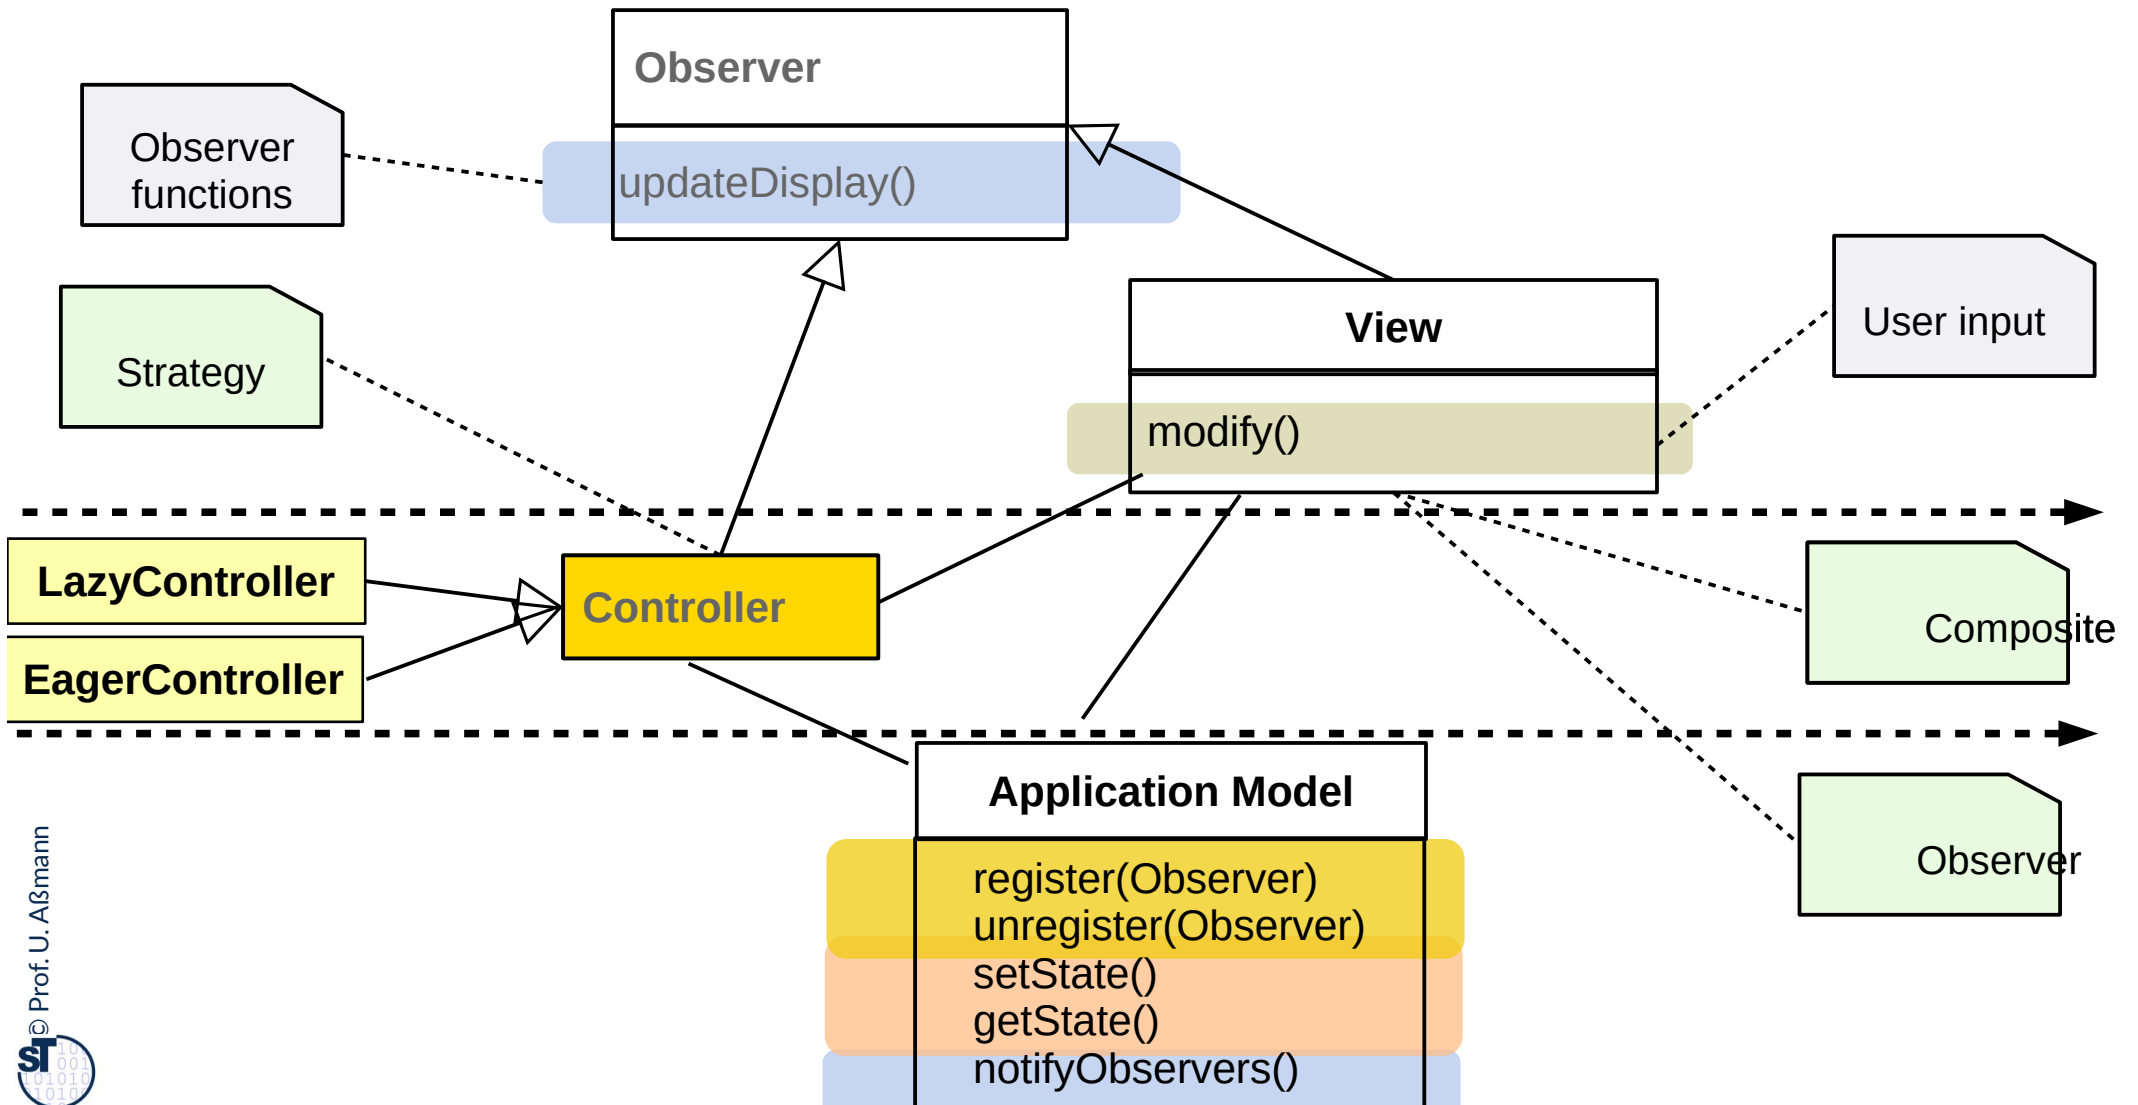 Observer
Observer
functions
updateDisplay()
User input
View
Strategy
modify()
LazyController
Controller
Composite
EagerController
Application Model
register(Observer)
Observer
unregister(Observer)
setState()
getState()
notifyObservers()
© Prof. U. Aßmann
ST